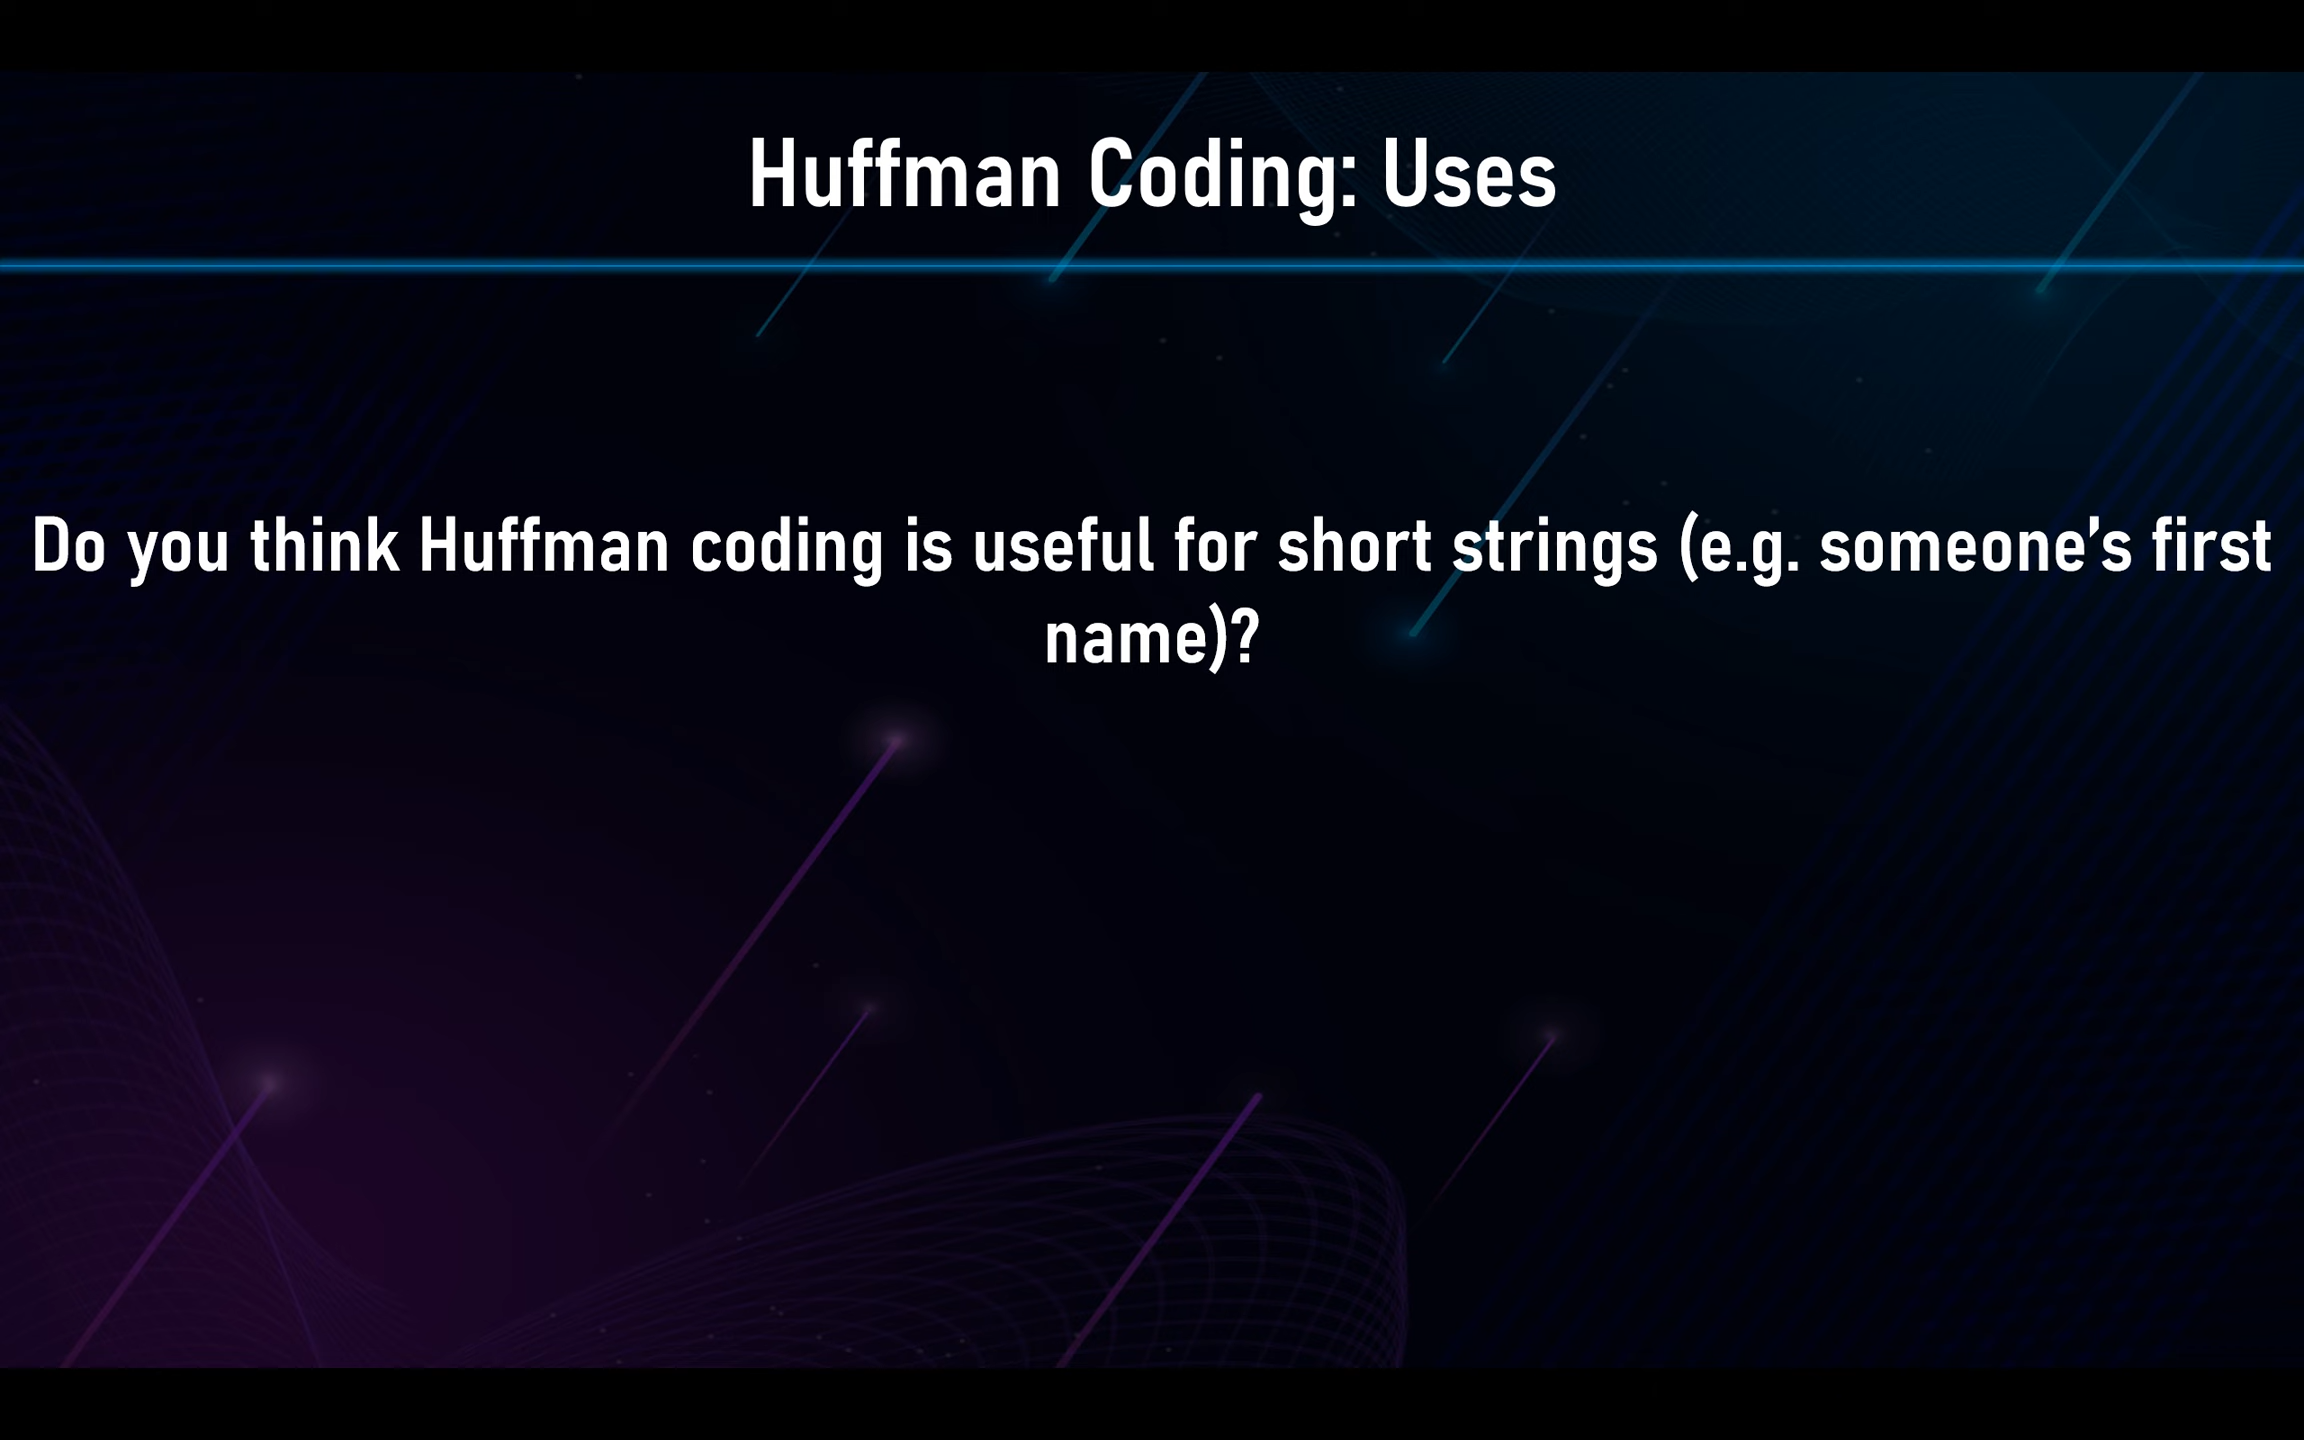 Huffman Coding: Uses
Do you think Huffman coding is useful for short strings (e.g. someone’s first
name)?